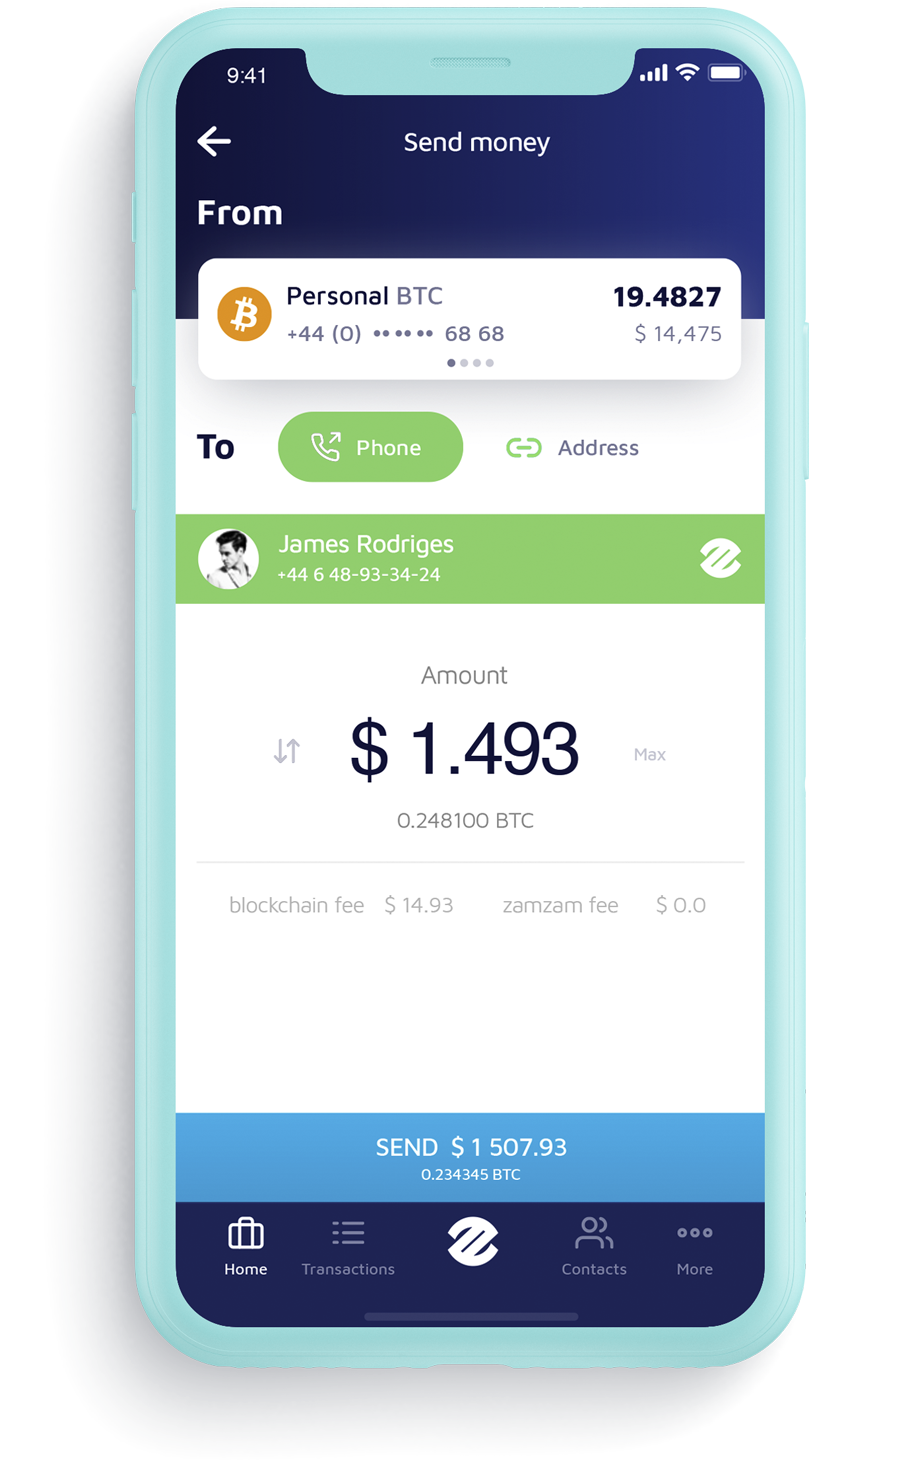 9:41
Send money
From
Personal BTC 19.4827
+44 (0) •• •• •• 68 68 $ 14,475
To Phone Address
James Rodriges
+44 6 48-93-34-24
Amount
$ 1.493 Max
0.248100 BTC
blockchain fee $ 14.93 zamzam fee $ 0.0
SEND $ 1 507.93
0.234345 BTC
Home Transactions Contacts More